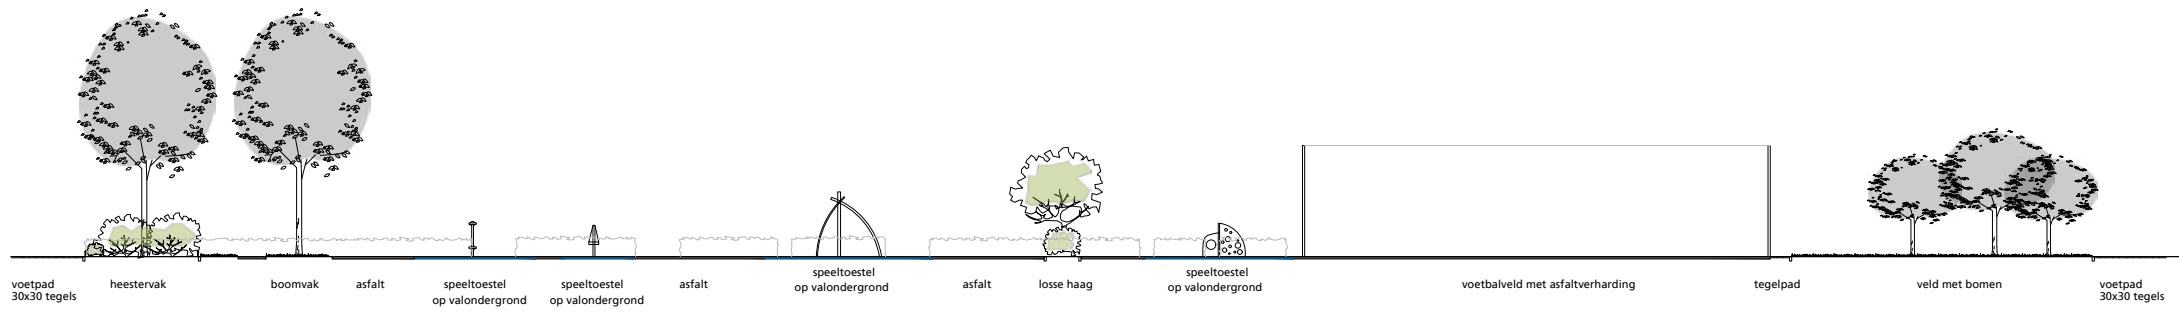 voetpad
30x30 tegels
heestervak
boomvak
asfalt
speeltoestel
op valondergrond
speeltoestel
op valondergrond
asfalt
speeltoestel
op valondergrond
asfalt
losse haag
speeltoestel
op valondergrond
voetbalveld met asfaltverharding
tegelpad
veld met bomen
voetpad
30x30 tegels